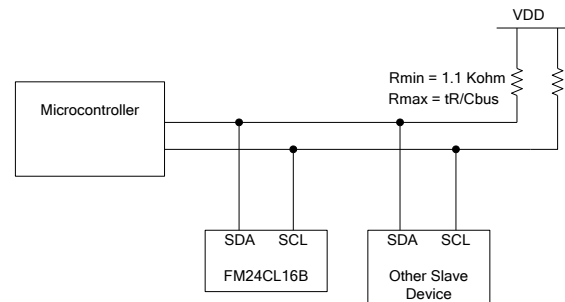 VDD
Rmin = 1.1 Kohm
Rmax = tR/Cbus
Microcontroller
SDA SCL
FM24CL16B
SDA SCL
Other Slave
Device